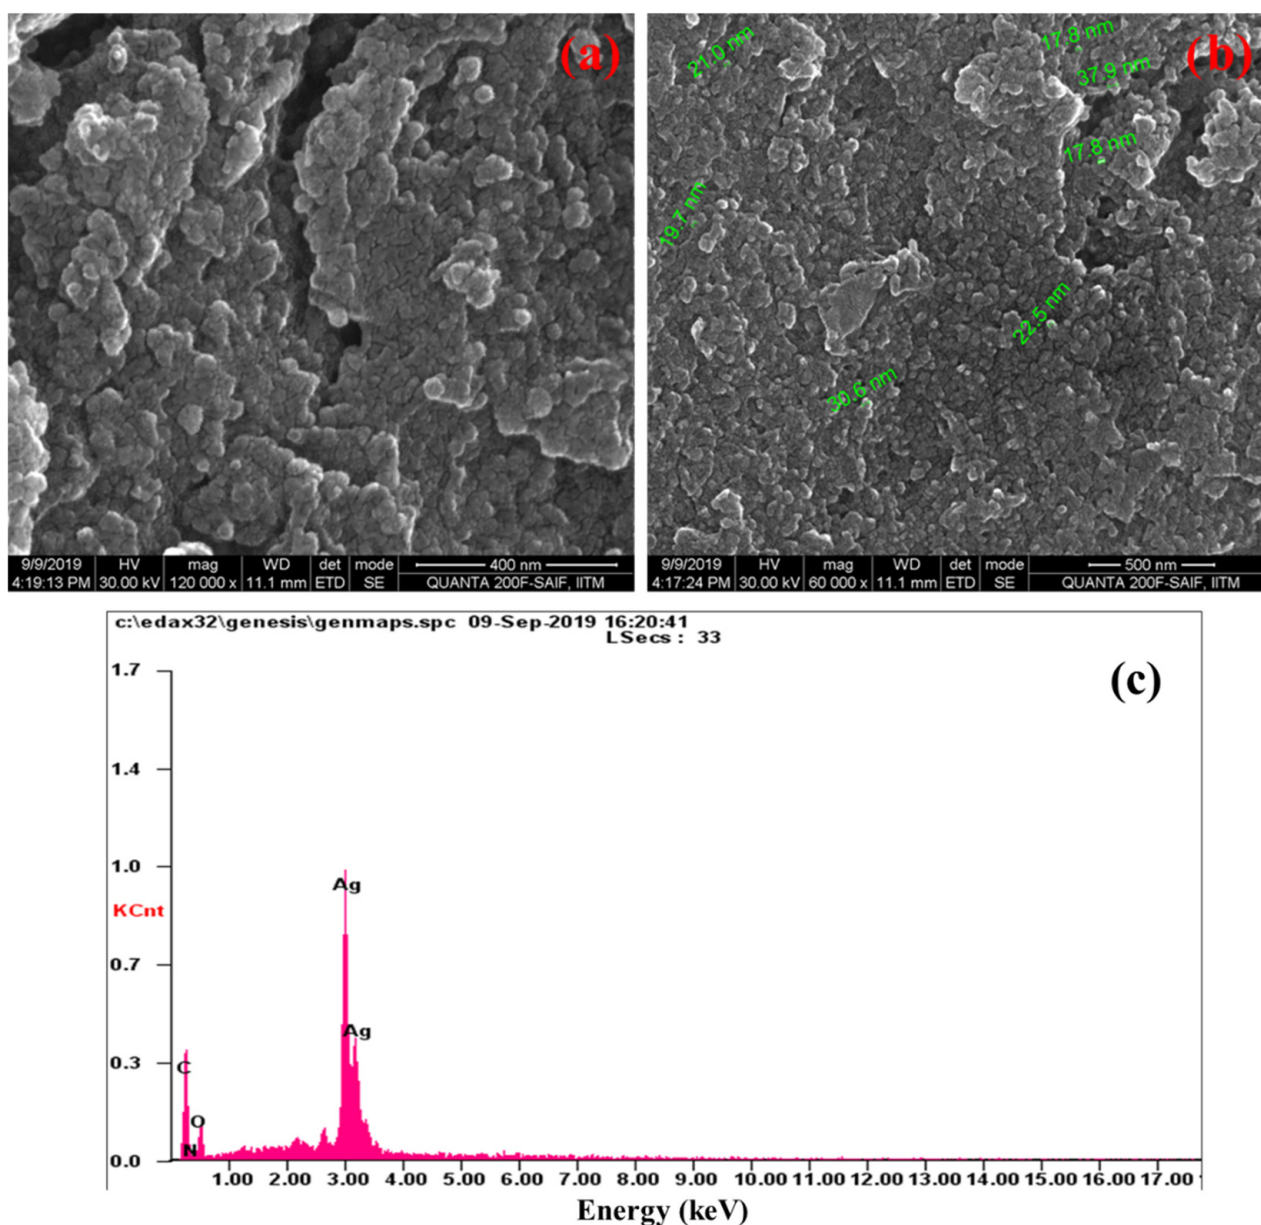 (a)
9/9/2019 HV mag WD det mode 400 nm
4:19:13 PM 30.00 kV 120 000 x 11.1 mm ETD SE QUANTA 200F-SAIF, IITM
21.0 nm
17.8 nm
(b)
37.9 nm
17.8 nm
19.7 nm
22.5 nm
30.6 nm
9/9/2019 HV mag WD det mode 500 nm
4:17:24 PM 30.00 kV 60 000 x 11.1 mm ETD SE QUANTA 200F-SAIF, IITM
c:\edax32\genesis\genmaps.spc 09-Sep-2019 16:20:41
LSecs : 33
(c)
1.7
1.4
1.0
KCnt
0.7
0.3
0.0
Ag
Ag
C
O
N
1.00 2.00 3.00 4.00 5.00 6.00 7.00 8.00 9.00 10.00 11.00 12.00 13.00 14.00 15.00 16.00 17.00
Energy (keV)